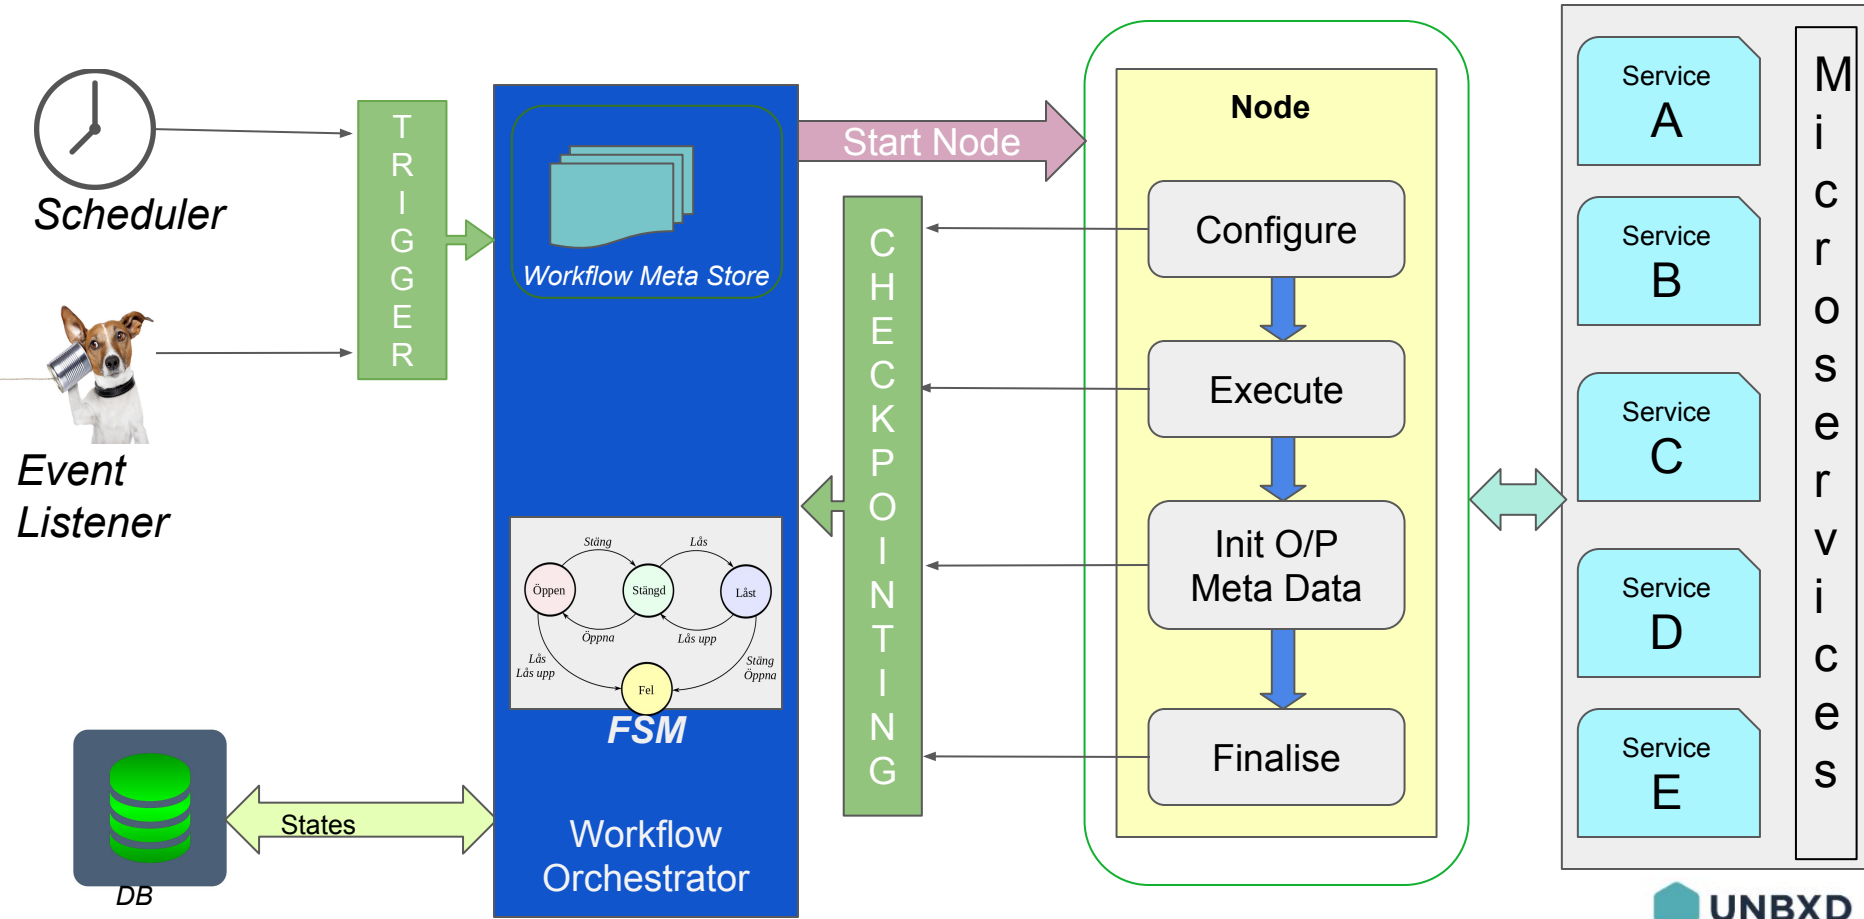 Scheduler
Event
Listener
TRIGGER
Workflow Meta Store
Stäng
Lås
Öppen
Stängd
Låst
Öppna
Lås upp
Lås
Lås upp
Stäng
Öppna
Fel
FSM
Workflow
Orchestrator
States
DB
Start Node
CHECKPOINTING
Node
Configure
Execute
Init O/P
Meta Data
Finalise
Service
A
Service
B
Service
C
Service
D
Service
E
Microservices
UNBXD